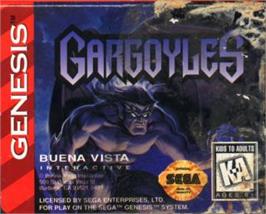 GENESIS
GARGOYLES
BUENA VISTA
INTERACTIVE
KIDS TO ADULTS
KA
AGES 6+
SEGA
LICENSED BY SEGA ENTERPRISES, LTD.
FOR PLAY ON THE SEGA™ GENESIS™ SYSTEM.